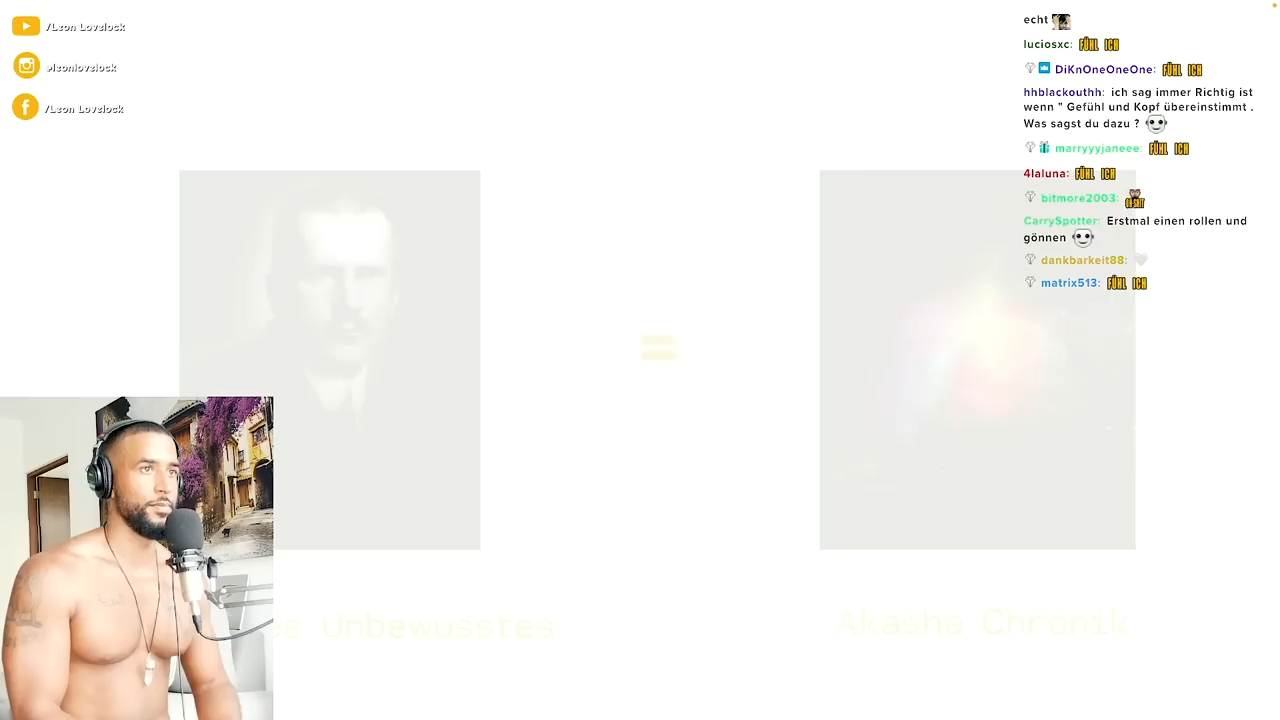 /Leon Lovelock
@leonlovelock
/Leon Lovelock
echt
luciosxc: FÜHL ICH
DiKnOneOneOne: FÜHL ICH
hhblackouthh: ich sag immer Richtig ist
wenn " Gefühl und Kopf übereinstimmt .
Was sagst du dazu ?
marryyyjaneee: FÜHL ICH
4laluna: FÜHL ICH
bitmore2003:
CarrySpotter: Erstmal einen rollen und
gönnen
dankbarkeit88:
matrix513: FÜHL ICH
=
Unbewusstes
Akasha Chronik